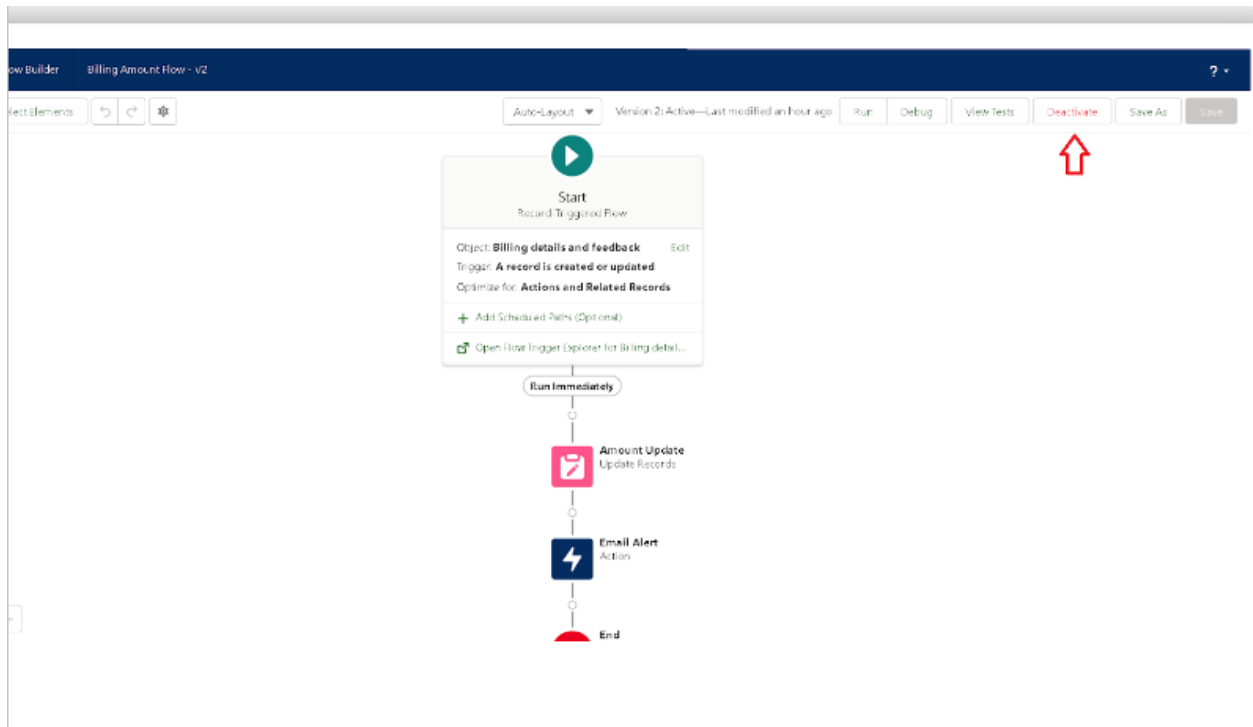 ow Builder
Billing Amount Flow - V2
?
lect Elements
Auto-Layout
Version 2: Active—Last modified an hour ago
Run
Debug
View Tests
Deactivate
Save As
Save
Start
Record-Triggered Flow
Object: Billing details and feedback
Edit
Trigger: A record is created or updated
Optimize for: Actions and Related Records
+ Add Scheduled Paths (Optional)
Open Flow Trigger Explorer for Billing detail...
Run Immediately
Amount Update
Update Records
Email Alert
Action
End